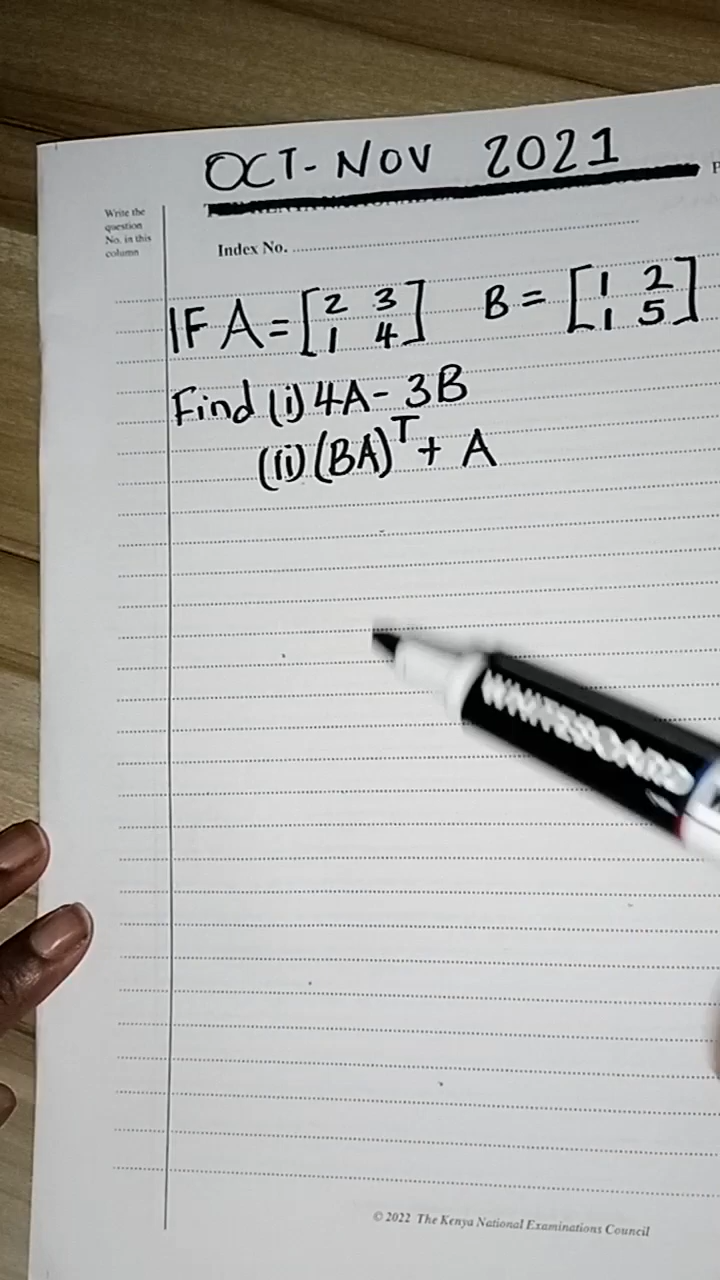 OCT-NOV 2021
Write the
question
No. in this
column
Index No. ........................
IF A = [2 3] B = [1 2]
[1 4] [1 5]
Find (i) 4A - 3B
(ii) (BA)^T + A
WHITEBOARD
© 2022 The Kenya National Examinations Council